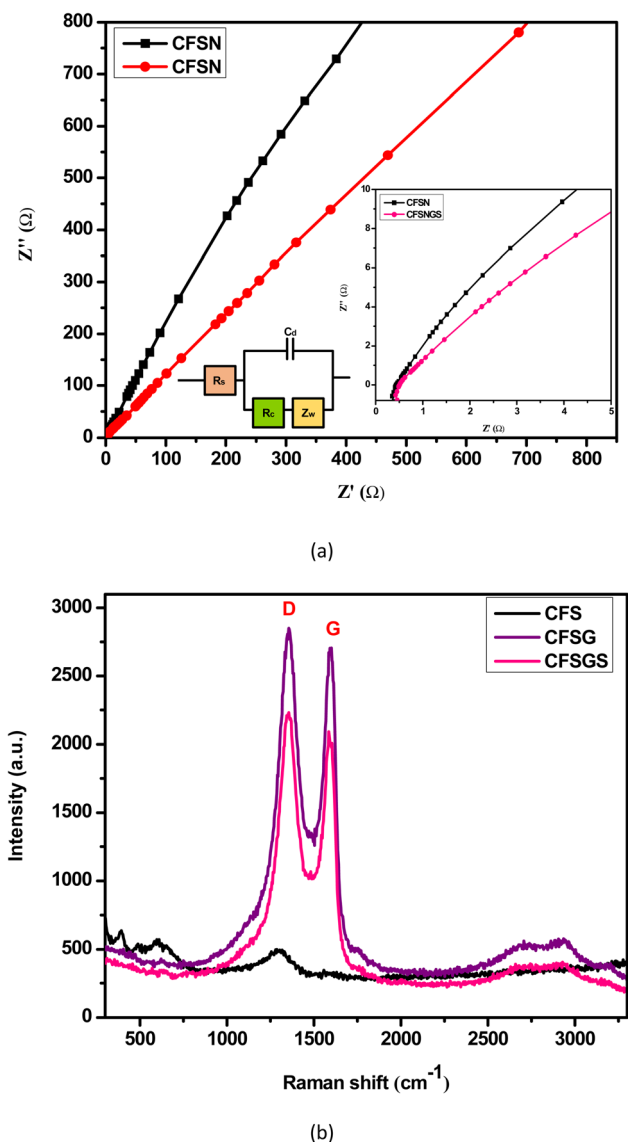 800
700
600
500
400
300
200
100
0
Z'' (Ω)
CFSN
CFSN
10
8
6
4
2
0
Z'' (Ω)
CFSN
CFSNGS
0 1 2 3 4 5
Z' (Ω)
Cd
Rs
Rc Zw
0 100 200 300 400 500 600 700 800
Z' (Ω)
(a)
3000
2500
2000
1500
1000
500
0
Intensity (a.u.)
D
G
CFS
CFSG
CFSGS
500 1000 1500 2000 2500 3000
Raman shift (cm-1)
(b)